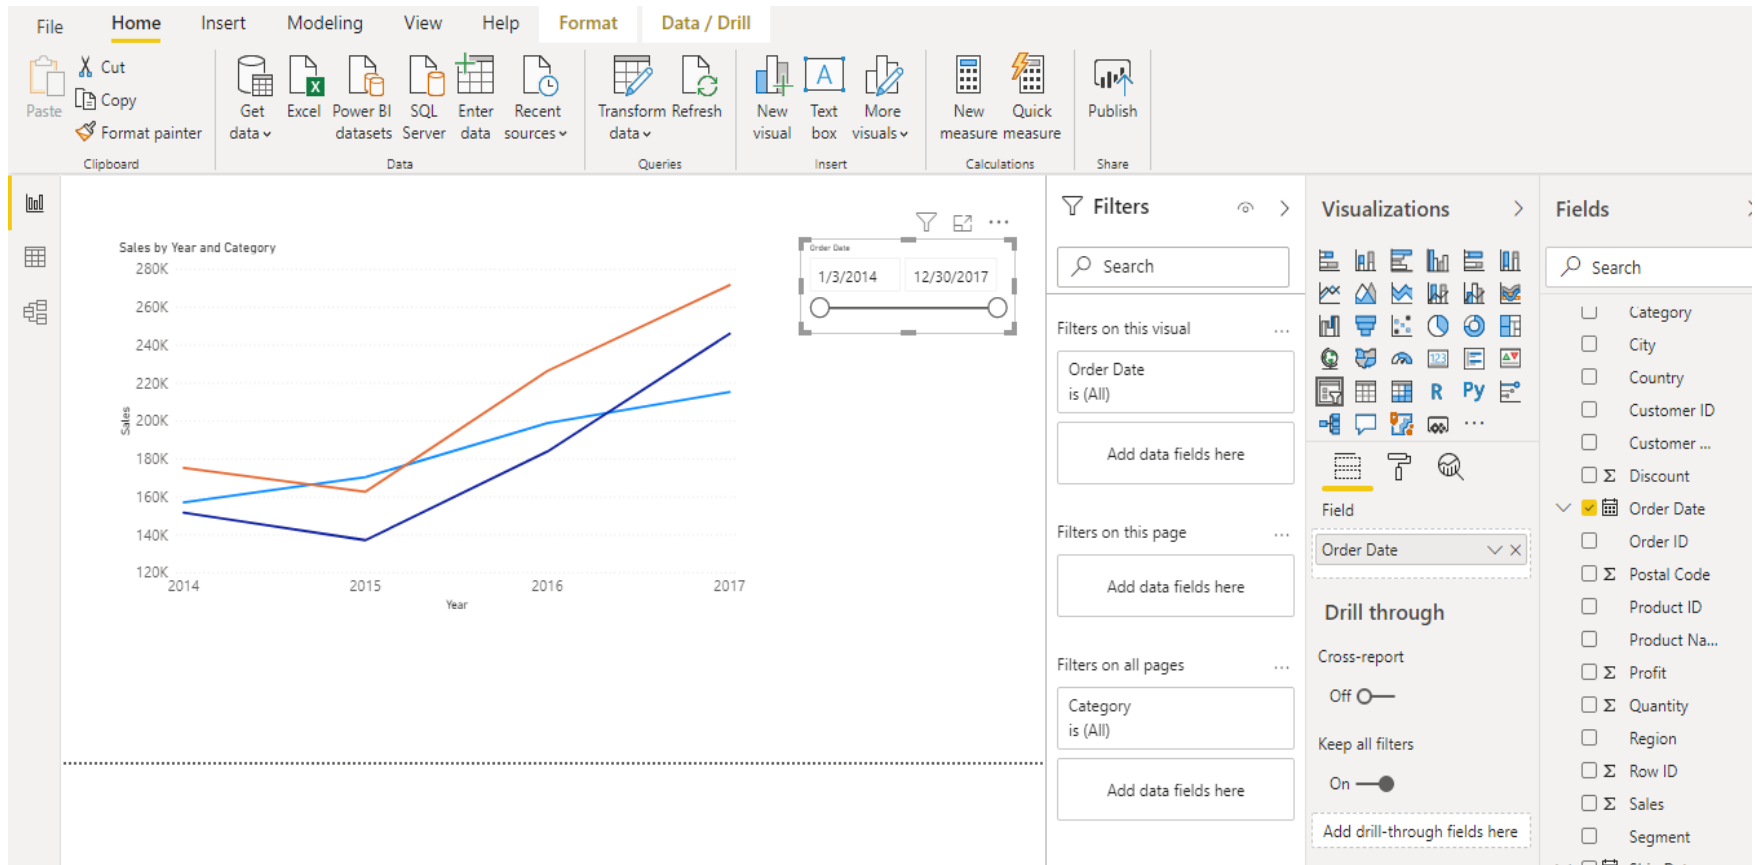 File Home Insert Modeling View Help Format Data / Drill
Paste
Cut
Copy
Format painter
Clipboard
Get data
Excel
Power BI datasets
SQL Server
Enter data
Recent sources
Data
Transform data
Refresh
Queries
New visual
Text box
More visuals
Insert
New measure
Quick measure
Calculations
Publish
Share
Sales by Year and Category
280K
260K
240K
220K
200K
180K
160K
140K
120K
Sales
2014 2015 2016 2017
Year
Order Date
1/3/2014 12/30/2017
Filters
Search
Filters on this visual
Order Date
is (All)
Add data fields here
Filters on this page
Add data fields here
Filters on all pages
Category
is (All)
Add data fields here
Visualizations
123
R Py
Field
Order Date
Drill through
Cross-report
Off
Keep all filters
On
Add drill-through fields here
Fields
Search
Category
City
Country
Customer ID
Customer ...
Σ Discount
Order Date
Order ID
Σ Postal Code
Product ID
Product Na...
Σ Profit
Σ Quantity
Region
Σ Row ID
Σ Sales
Segment